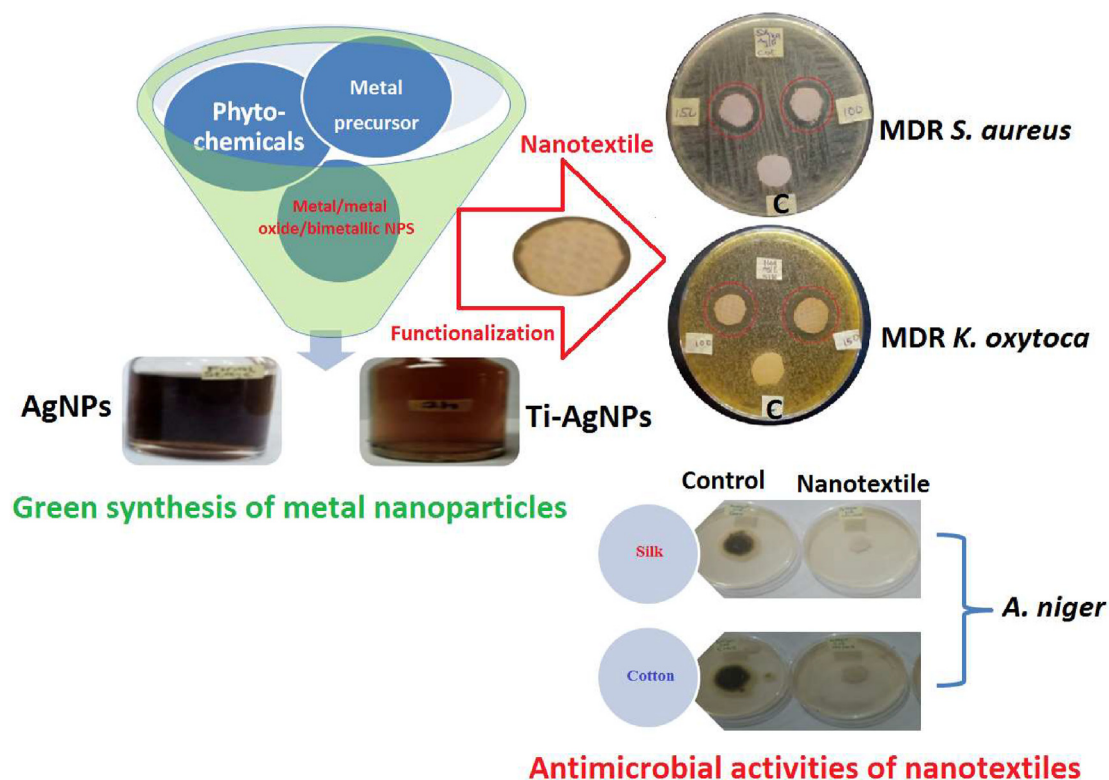 Phyto-
chemicals
Metal
precursor
Metal/metal
oxide/bimetallic NPS
Nanotextile
Functionalization
150
100
C
MDR S. aureus
100
150
C
MDR K. oxytoca
AgNPs
Ti-AgNPs
Green synthesis of metal nanoparticles
Control
Nanotextile
Silk
Cotton
A. niger
Antimicrobial activities of nanotextiles